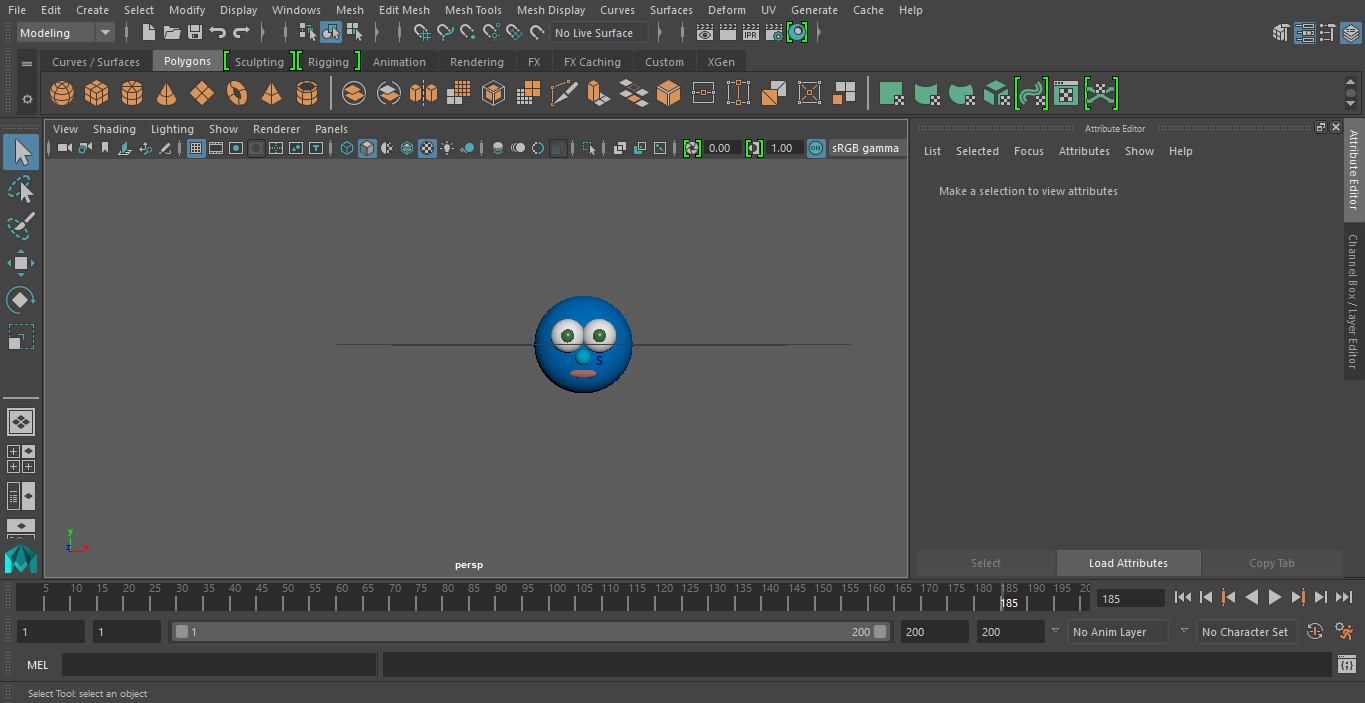 File Edit Create Select Modify Display Windows Mesh Edit Mesh Mesh Tools Mesh Display Curves Surfaces Deform UV Generate Cache Help
Modeling No Live Surface IPR
Curves / Surfaces Polygons Sculpting Rigging Animation Rendering FX FX Caching Custom XGen
View Shading Lighting Show Renderer Panels
0.00 1.00 ON sRGB gamma
Attribute Editor
List Selected Focus Attributes Show Help
Make a selection to view attributes
Attribute Editor
Channel Box / Layer Editor
S
y
z x
persp
Select Load Attributes Copy Tab
5 10 15 20 25 30 35 40 45 50 55 60 65 70 75 80 85 90 95 100 105 110 115 120 125 130 135 140 145 150 155 160 165 170 175 180 185 190 195 20
185
185
1 1 1 200 200 200 No Anim Layer No Character Set
MEL
Select Tool: select an object